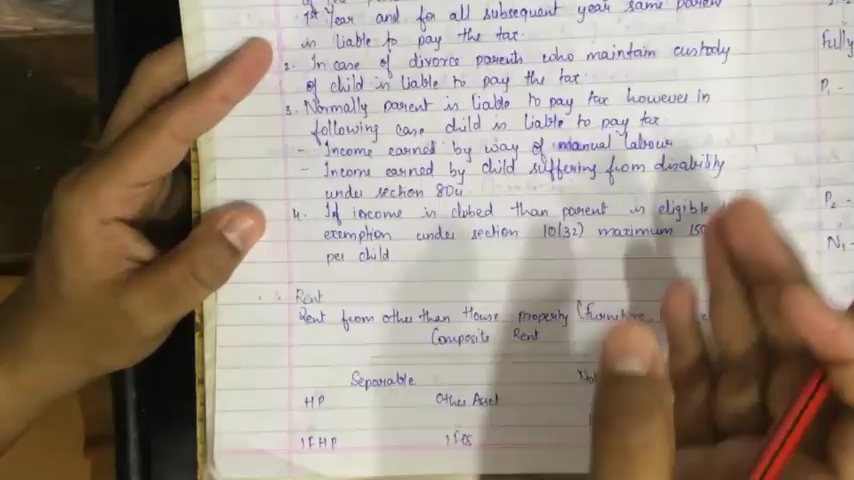 1st Year and for all subsequent year same parent
is liable to pay the tax.
2. In case of divorce parents who maintain custody
of child is liable to pay the tax.
3. Normally parent is liable to pay tax however in
following case child is liable to pay tax
- Income earned by way of manual labour
- Income earned by child suffering from disability
under section 80u
4. If income is clubed than parent is eligible
exemption under section 10(32) maximum 150
per child
Rent
Rent from other than House property (furniture,
Composite Rent
Separable
HP Other Asset
IFHP IFOS
Fully
P1 -
P2 -
N1 -